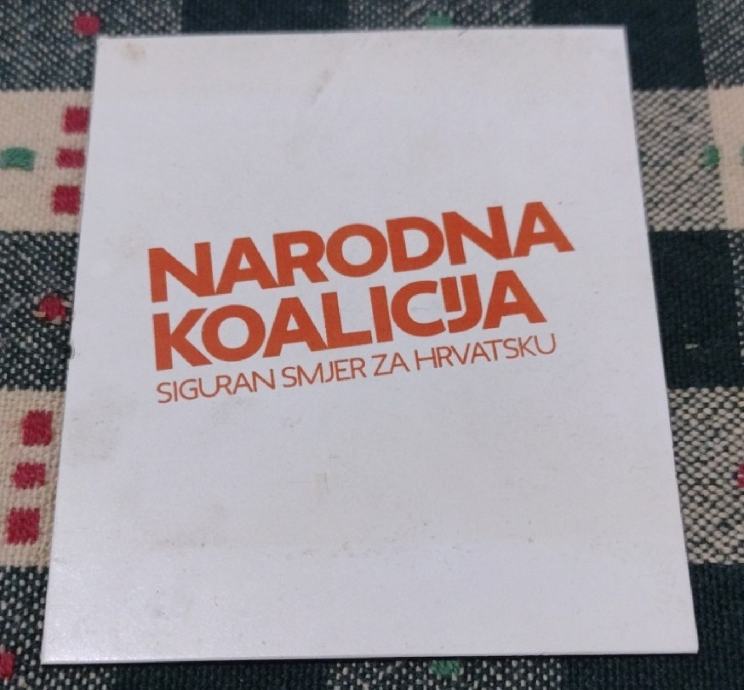 NARODNA
KOALICIJA
SIGURAN SMJER ZA HRVATSKU